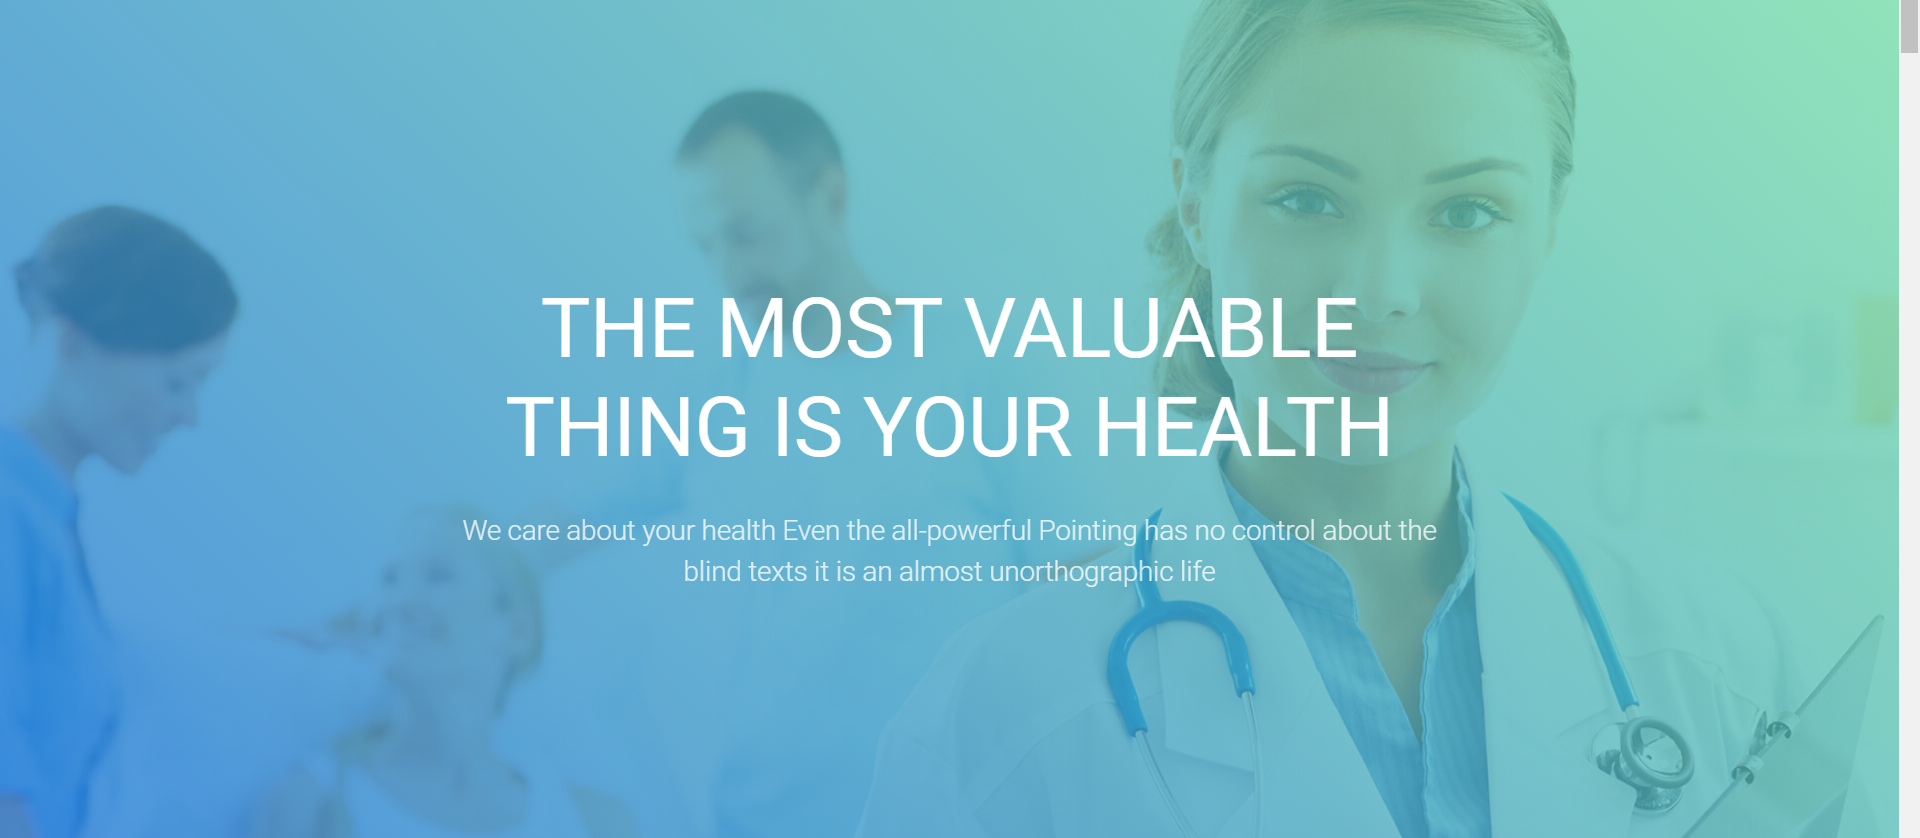 THE MOST VALUABLE
THING IS YOUR HEALTH
We care about your health Even the all-powerful Pointing has no control about the
blind texts it is an almost unorthographic life